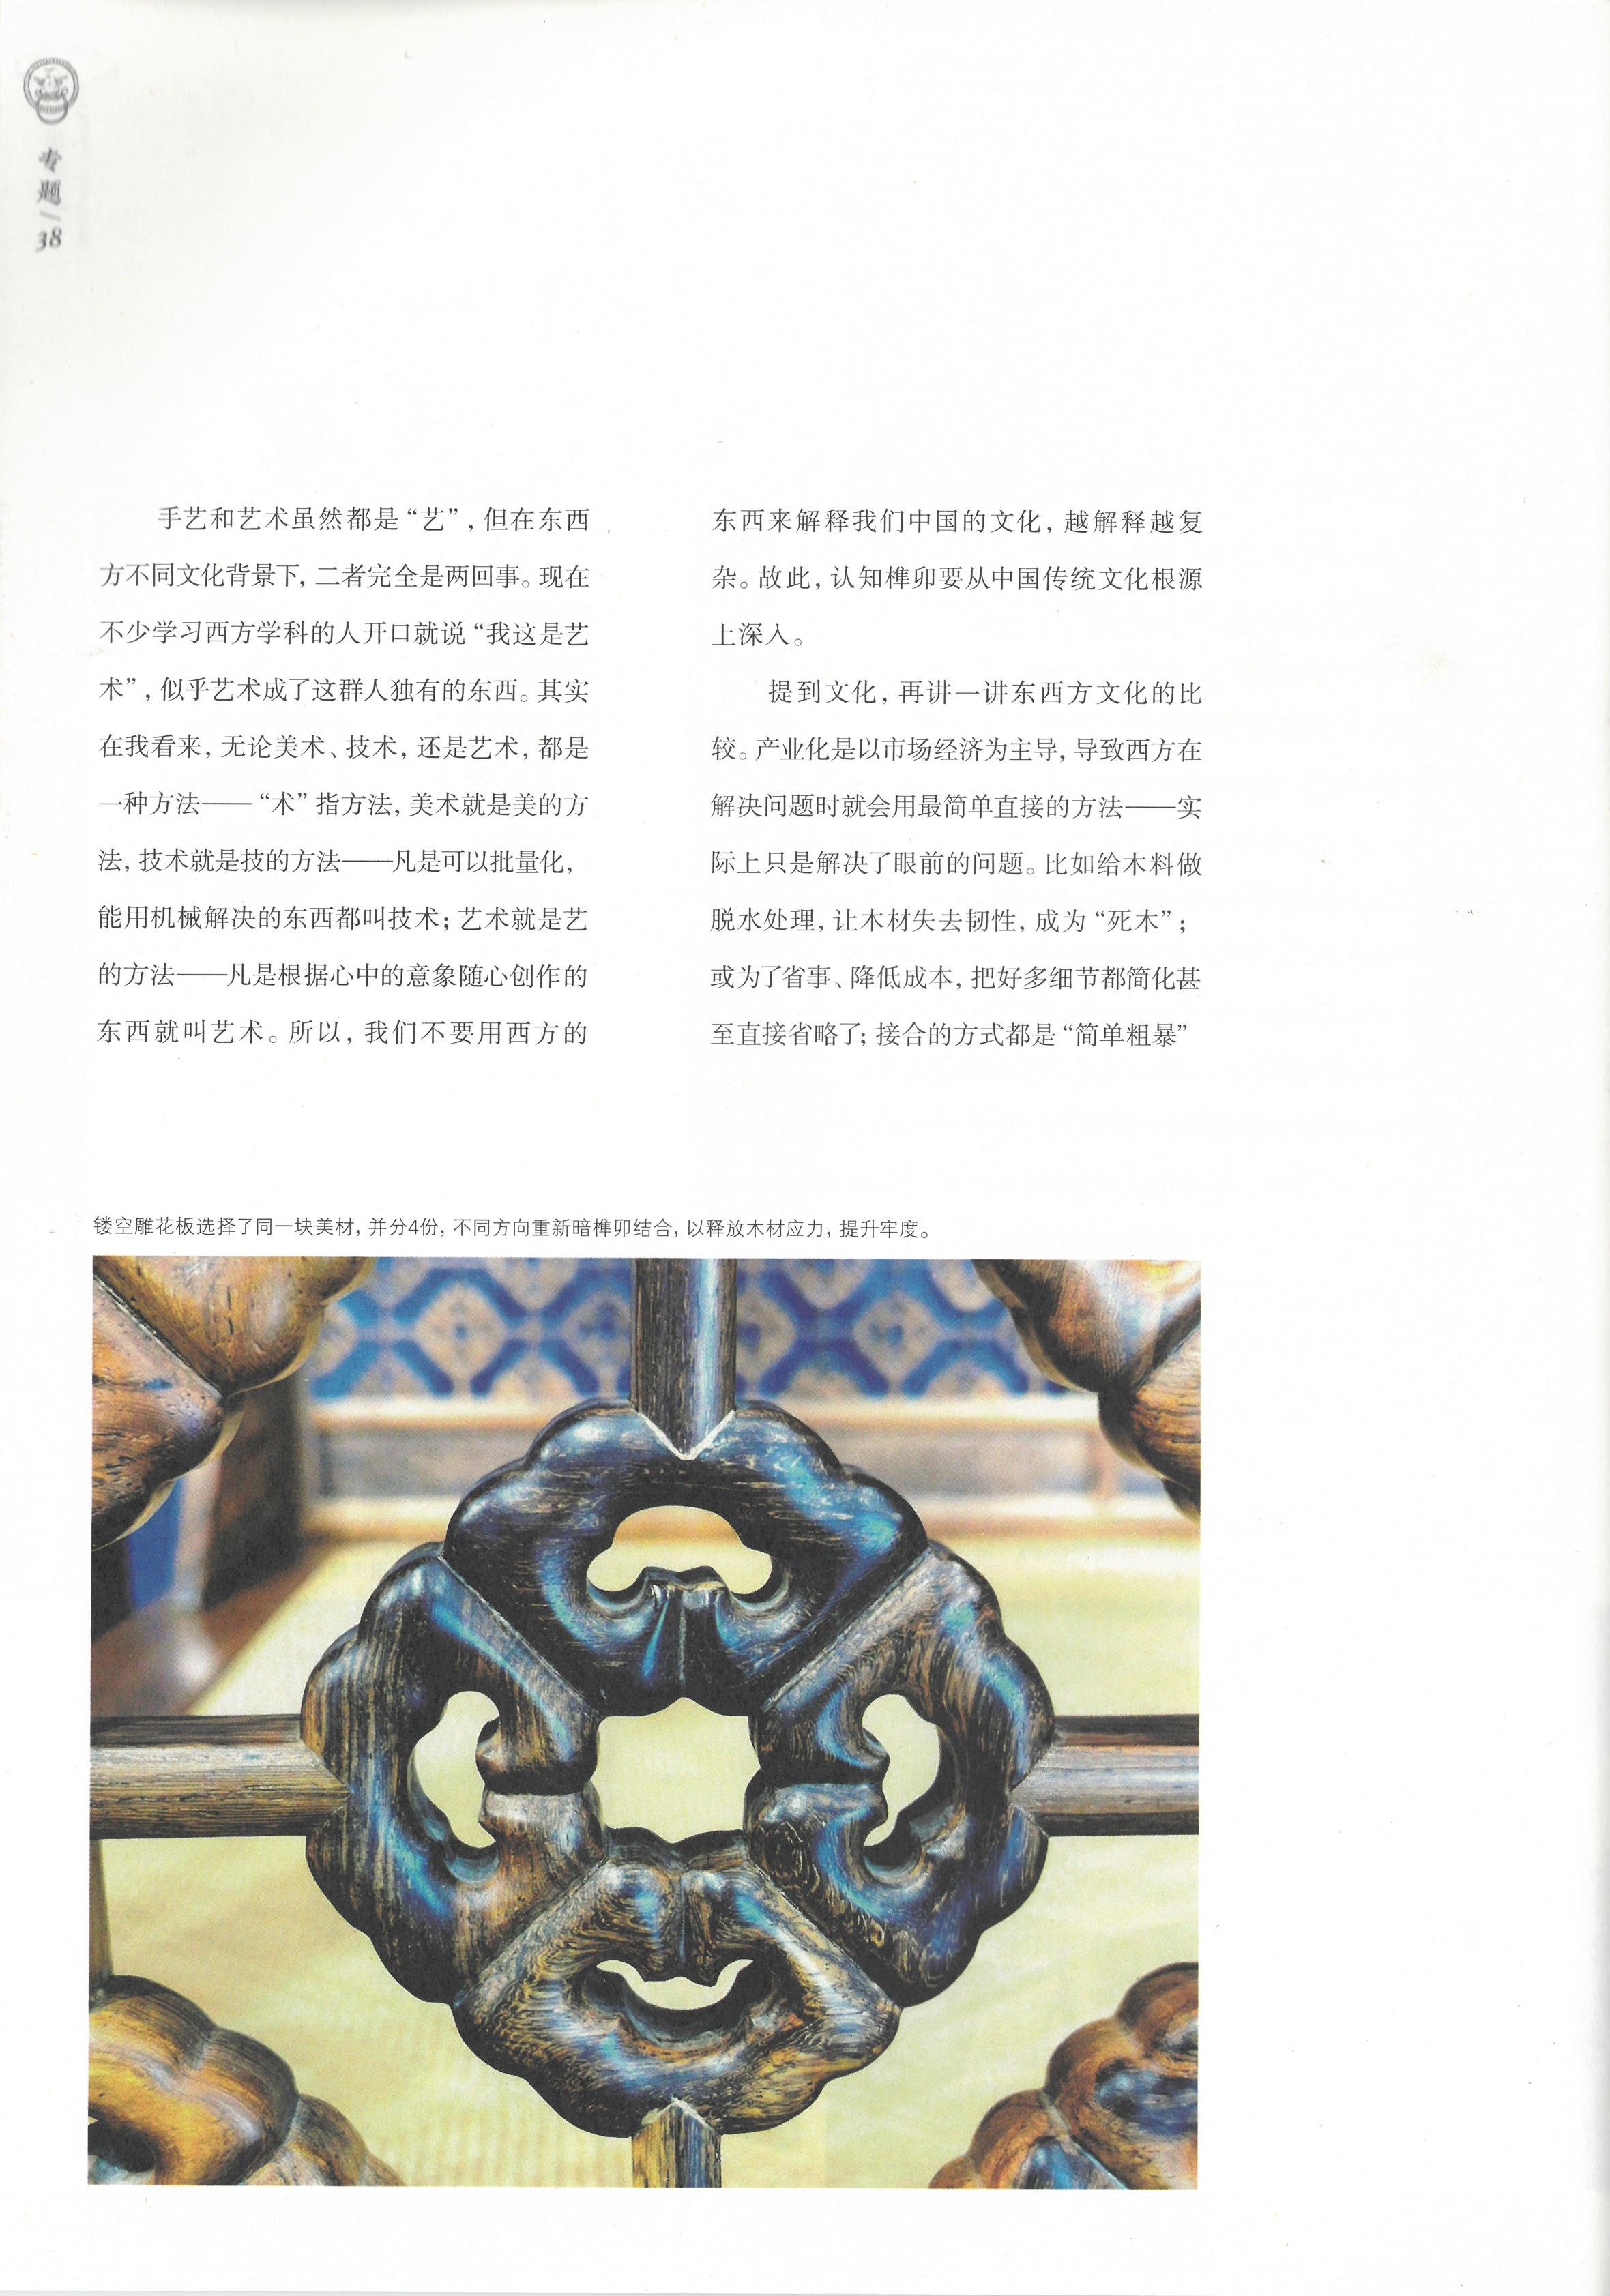 专题/38
手艺和艺术虽然都是“艺”，但在东西
方不同文化背景下，二者完全是两回事。现在
不少学习西方学科的人开口就说“我这是艺
术”，似乎艺术成了这群人独有的东西。其实
在我看来，无论美术、技术，还是艺术，都是
一种方法——“术”指方法，美术就是美的方
法，技术就是技的方法——凡是可以批量化，
能用机械解决的东西都叫技术；艺术就是艺
的方法——凡是根据心中的意象随心创作的
东西就叫艺术。所以，我们不要用西方的
东西来解释我们中国的文化，越解释越复
杂。故此，认知榫卯要从中国传统文化根源
上深入。
提到文化，再讲一讲东西方文化的比
较。产业化是以市场经济为主导，导致西方在
解决问题时就会用最简单直接的方法——实
际上只是解决了眼前的问题。比如给木料做
脱水处理，让木材失去韧性，成为“死木”；
或为了省事、降低成本，把好多细节都简化甚
至直接省略了；接合的方式都是“简单粗暴”
镂空雕花板选择了同一块美材，并分4份，不同方向重新暗榫卯结合，以释放木材应力，提升牢度。